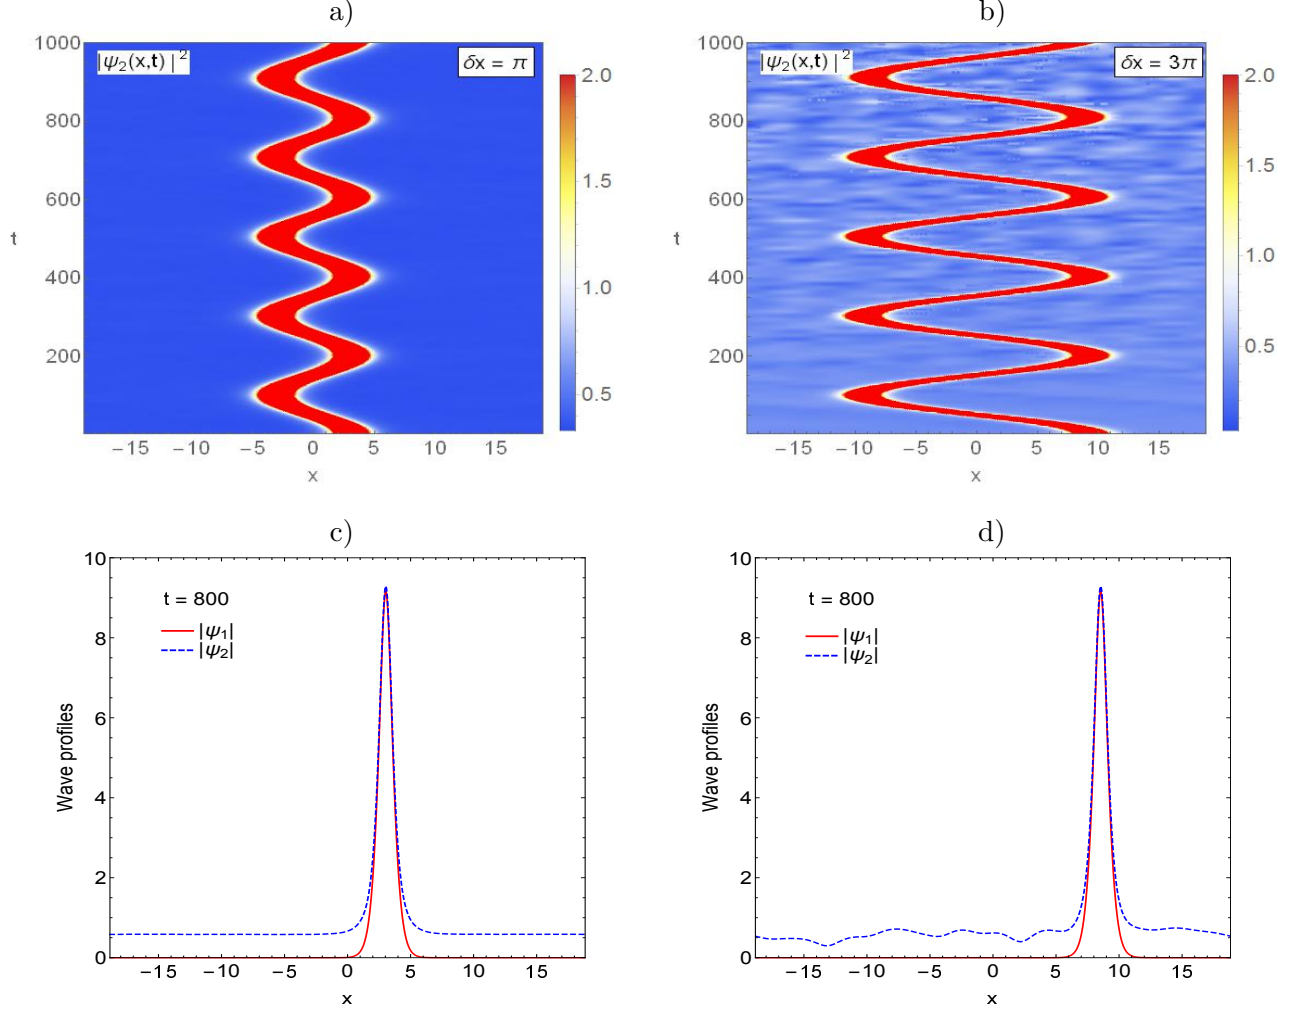 a)
|ψ₂(x,t)|²
δx = π
1000
800
600
400
200
t
−15 −10 −5 0 5 10 15
x
2.0
1.5
1.0
0.5
b)
|ψ₂(x,t)|²
δx = 3π
1000
800
600
400
200
t
−15 −10 −5 0 5 10 15
x
2.0
1.5
1.0
0.5
c)
10
8
6
4
2
0
Wave profiles
t = 800
|ψ₁|
|ψ₂|
−15 −10 −5 0 5 10 15
x
d)
10
8
6
4
2
0
Wave profiles
t = 800
|ψ₁|
|ψ₂|
−15 −10 −5 0 5 10 15
x